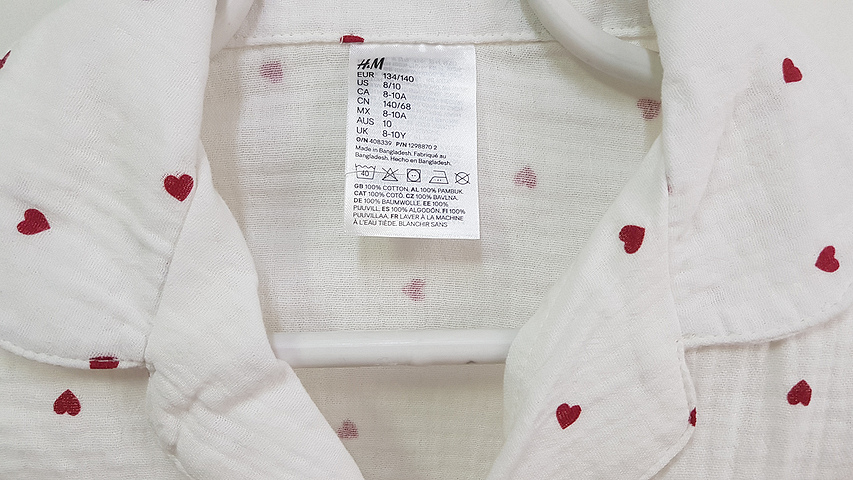 H&M
EUR 134/140
US 8/10
CA 8-10A
CN 140/68
MX 8-10A
AUS 10
UK 8-10Y
O/N 408339 P/N 1298870 2
Made in Bangladesh. Fabriqué au
Bangladesh. Hecho en Bangladesh.
40
GB 100% COTTON. AL 100% PAMBUK.
CAT 100% COTÓ. CZ 100% BAVLNA.
DE 100% BAUMWOLLE. EE 100%
PUUVILL. ES 100% ALGODÓN. FI 100%
PUUVILLAA. FR LAVER À LA MACHINE
À L'EAU TIÈDE. BLANCHIR SANS